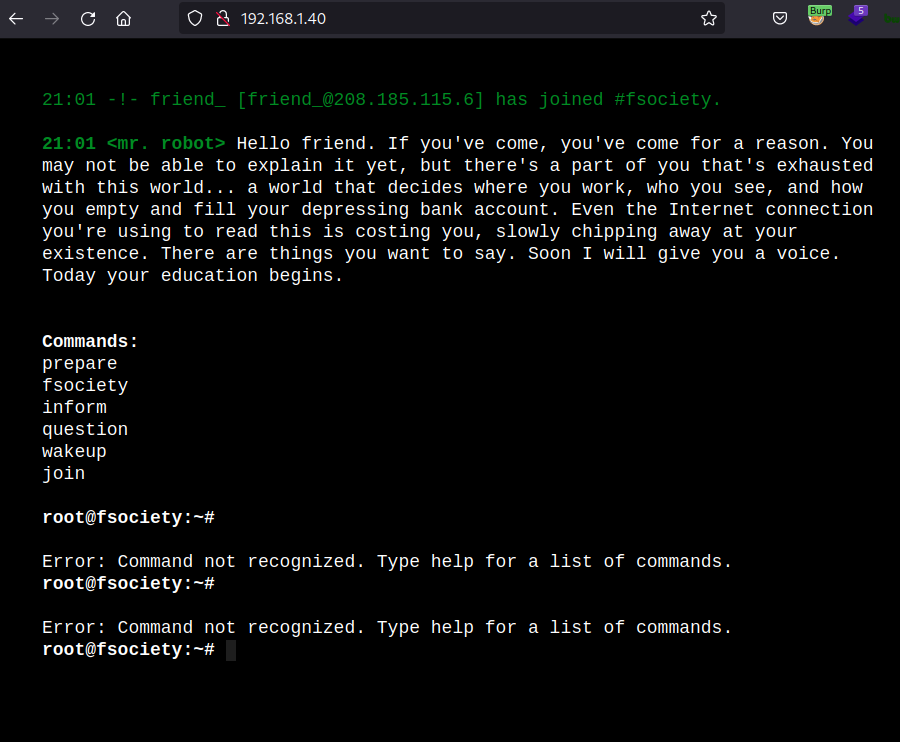 192.168.1.40
Burp
5
21:01 -!- friend_ [friend_@208.185.115.6] has joined #fsociety.
21:01 <mr. robot> Hello friend. If you've come, you've come for a reason. You
may not be able to explain it yet, but there's a part of you that's exhausted
with this world... a world that decides where you work, who you see, and how
you empty and fill your depressing bank account. Even the Internet connection
you're using to read this is costing you, slowly chipping away at your
existence. There are things you want to say. Soon I will give you a voice.
Today your education begins.
Commands:
prepare
fsociety
inform
question
wakeup
join
root@fsociety:~#
Error: Command not recognized. Type help for a list of commands.
root@fsociety:~#
Error: Command not recognized. Type help for a list of commands.
root@fsociety:~#